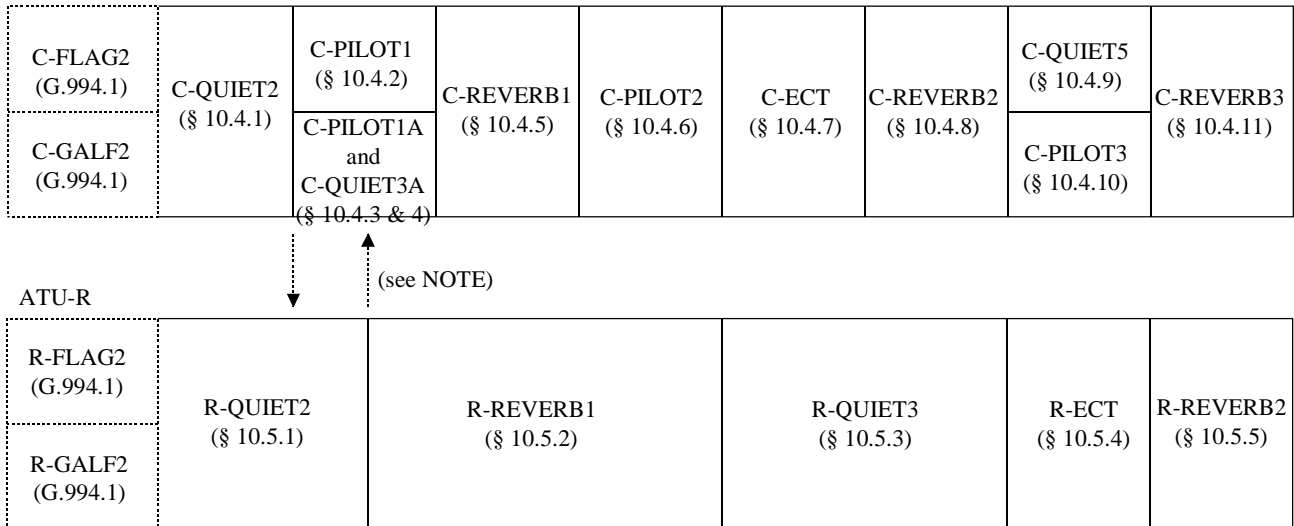 C-FLAG2
(G.994.1)
C-GALF2
(G.994.1)
C-QUIET2
(§ 10.4.1)
C-PILOT1
(§ 10.4.2)
C-PILOT1A
and
C-QUIET3A
(§ 10.4.3 & 4)
C-REVERB1
(§ 10.4.5)
C-PILOT2
(§ 10.4.6)
C-ECT
(§ 10.4.7)
C-REVERB2
(§ 10.4.8)
C-QUIET5
(§ 10.4.9)
C-PILOT3
(§ 10.4.10)
C-REVERB3
(§ 10.4.11)
(see NOTE)
ATU-R
R-FLAG2
(G.994.1)
R-GALF2
(G.994.1)
R-QUIET2
(§ 10.5.1)
R-REVERB1
(§ 10.5.2)
R-QUIET3
(§ 10.5.3)
R-ECT
(§ 10.5.4)
R-REVERB2
(§ 10.5.5)